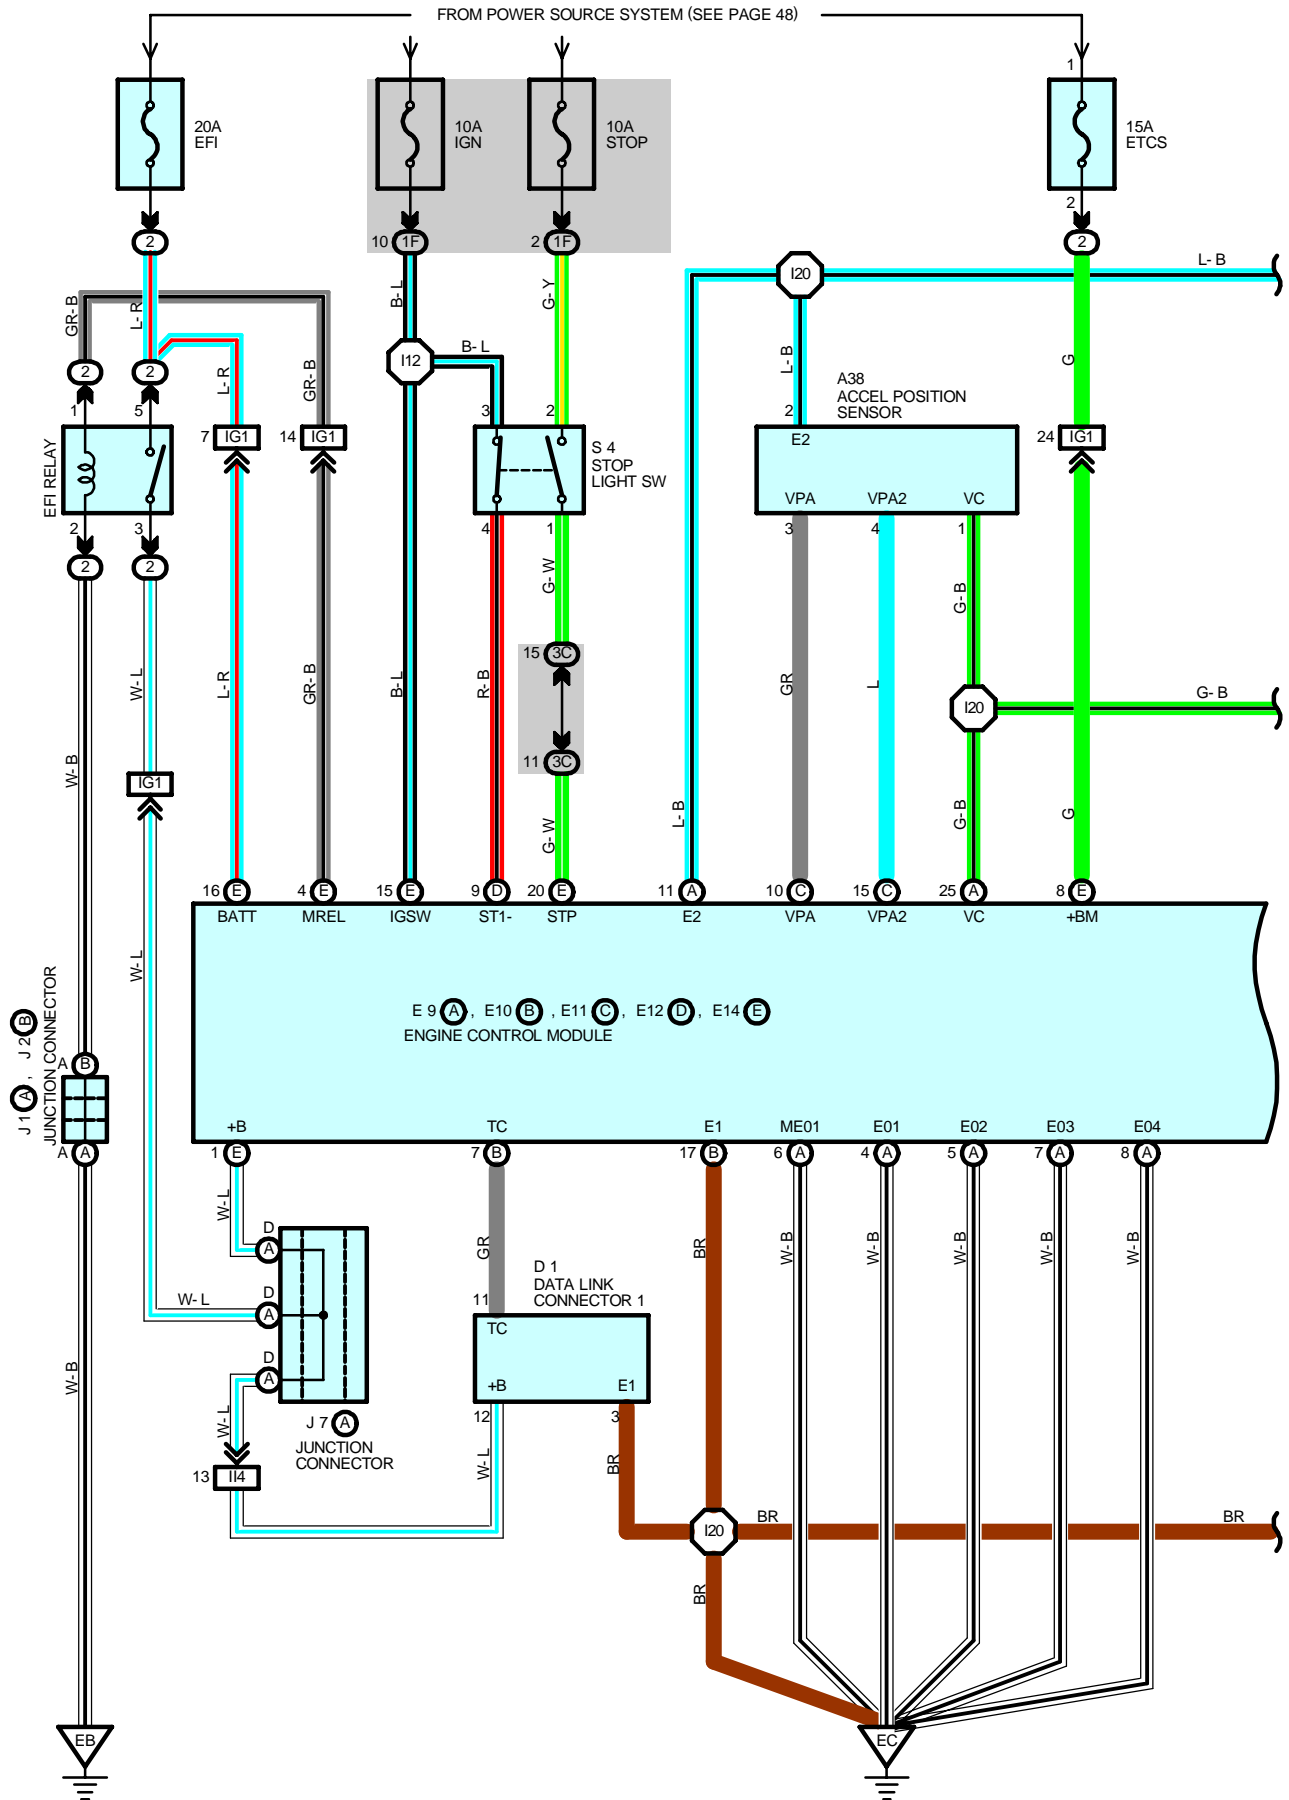 FROM POWER SOURCE SYSTEM (SEE PAGE 48)
1
20A
EFI
10A
IGN
10A
STOP
15A
ETCS
2
2
10 1F
2 1F
2
I20
L- B
GR- B
L- R
B- L
G- Y
L- B
G
I12
B- L
2
2
L- R
GR- B
A38
ACCEL POSITION
SENSOR
1
5
3
2
2
7 IG1
14 IG1
E2
24 IG1
EFI RELAY
S 4
STOP
LIGHT SW
VPA
VPA2
VC
2
3
4
1
3
4
1
2
2
G- W
G- B
15 3C
W- L
L- R
GR- B
B- L
R- B
GR
L
I20
G- B
W- B
IG1
11 3C
L- B
G- W
G- B
G
16 E
4 E
15 E
9 D
20 E
11 A
10 C
15 C
25 A
8 E
BATT
MREL
IGSW
ST1-
STP
E2
VPA
VPA2
VC
+BM
W- L
E 9 A , E10 B , E11 C , E12 D , E14 E
ENGINE CONTROL MODULE
J 1 A , J 2 B
JUNCTION CONNECTOR
A B
A A
+B
TC
E1
ME01
E01
E02
E03
E04
1 E
7 B
17 B
6 A
4 A
5 A
7 A
8 A
W- L
D
A
GR
BR
W- B
W- B
W- B
W- B
W- B
D 1
DATA LINK
CONNECTOR 1
W- L
D
A
11
TC
D
A
+B
E1
W- B
W- L
J 7 A
JUNCTION
CONNECTOR
12
3
13 II4
W- L
BR
I20
BR
BR
BR
EB
EC